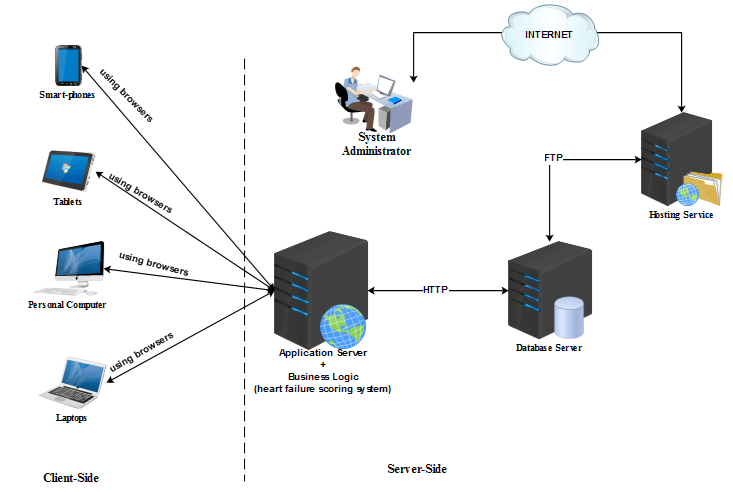 INTERNET
using browsers
Smart-phones
System
Administrator
FTP
using browsers
Tablets
Hosting Service
using browsers
Personal Computer
HTTP
using browsers
Application Server
+
Business Logic
(heart failure scoring system)
Database Server
Laptops
Client-Side
Server-Side